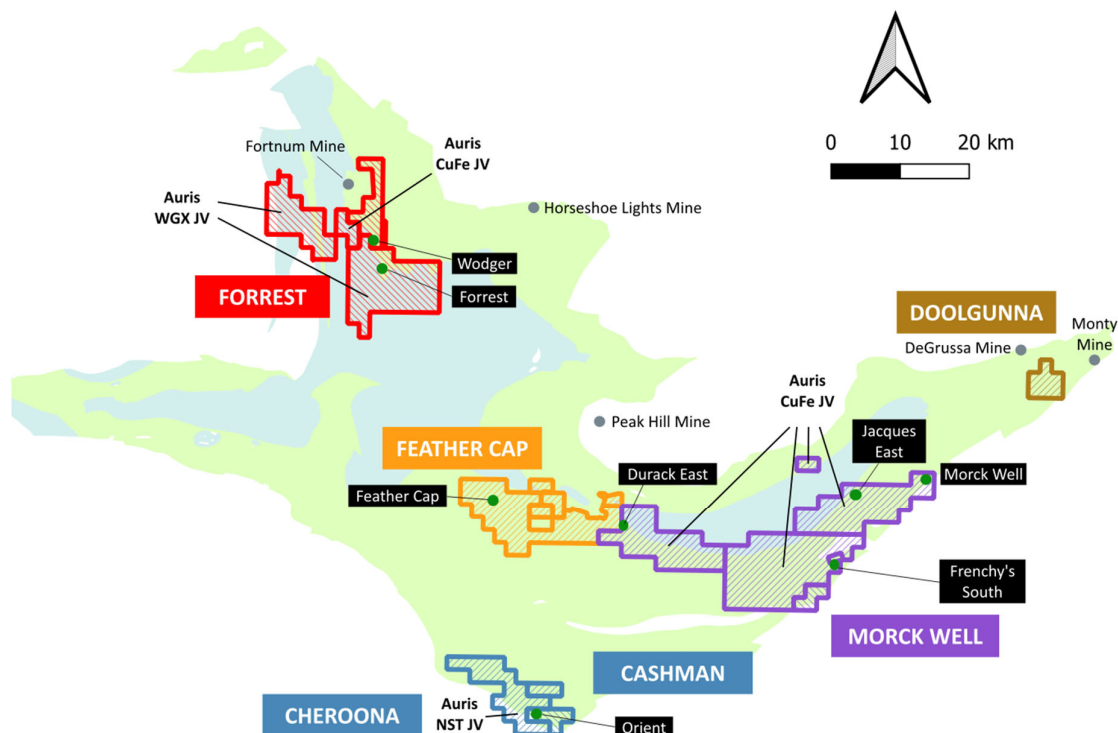 0 10 20 km
Fortnum Mine
Auris
CuFe JV
Auris
WGX JV
Horseshoe Lights Mine
Wodger
Forrest
FORREST
DOOLGUNNA
Monty
Mine
DeGrussa Mine
Auris
CuFe JV
Peak Hill Mine
Jacques
East
FEATHER CAP
Durack East
Morck Well
Feather Cap
Frenchy's
South
MORCK WELL
CASHMAN
CHEROONA
Auris
NST JV
Orient